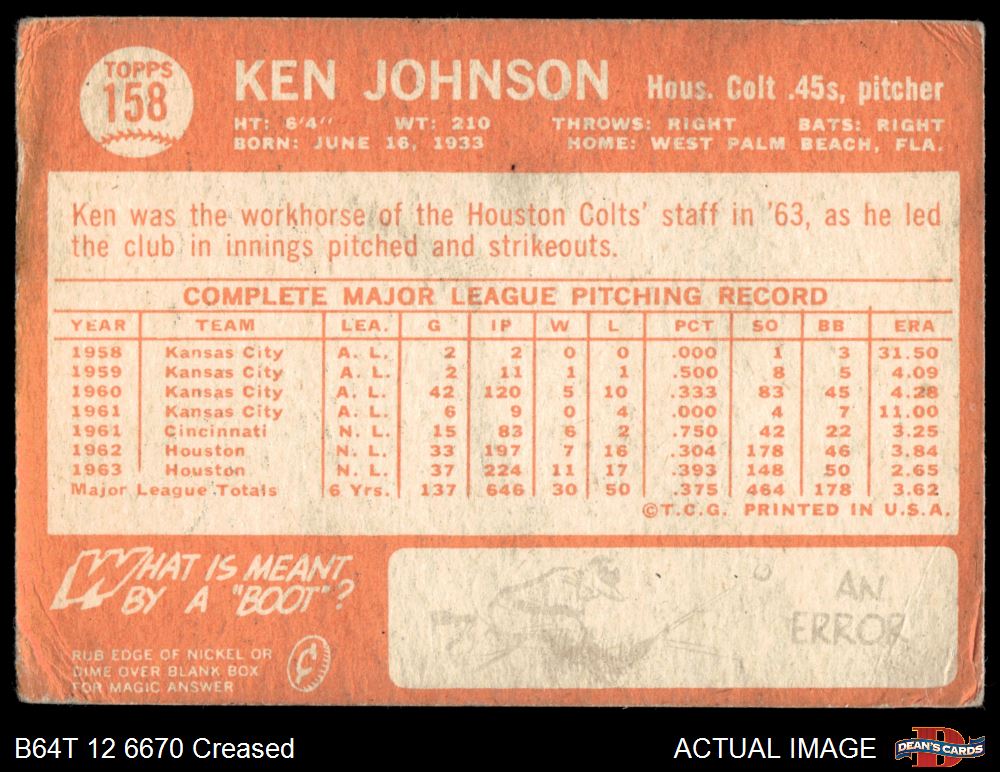 TOPPS
158
KEN JOHNSON Hous. Colt .45s, pitcher
HT: 6'4" WT: 210 THROWS: RIGHT BATS: RIGHT
BORN: JUNE 16, 1933 HOME: WEST PALM BEACH, FLA.
Ken was the workhorse of the Houston Colts' staff in '63, as he led
the club in innings pitched and strikeouts.
COMPLETE MAJOR LEAGUE PITCHING RECORD
YEAR TEAM LEA. G IP W L PCT SO BB ERA
1958 Kansas City A. L. 2 2 0 0 .000 1 3 31.50
1959 Kansas City A. L. 2 11 1 1 .500 8 5 4.09
1960 Kansas City A. L. 42 120 5 10 .333 83 45 4.28
1961 Kansas City A. L. 6 9 0 4 .000 4 7 11.00
1961 Cincinnati N. L. 15 83 6 2 .750 42 22 3.25
1962 Houston N. L. 33 197 7 16 .304 178 46 3.84
1963 Houston N. L. 37 224 11 17 .393 148 50 2.65
Major League Totals 6 Yrs. 137 646 30 50 .375 464 178 3.62
©T.C.G. PRINTED IN U.S.A.
WHAT IS MEANT
BY A "BOOT"?
RUB EDGE OF NICKEL OR
DIME OVER BLANK BOX
FOR MAGIC ANSWER
AN
ERROR
B64T 12 6670 Creased
ACTUAL IMAGE
DEAN'S CARDS